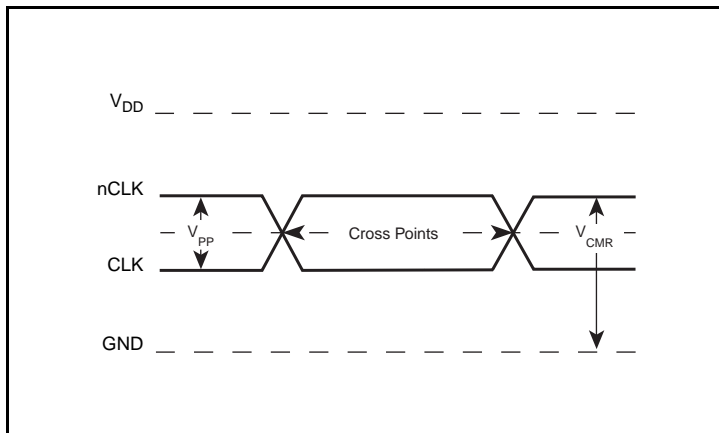 VDD
nCLK
VPP
Cross Points
VCMR
CLK
GND